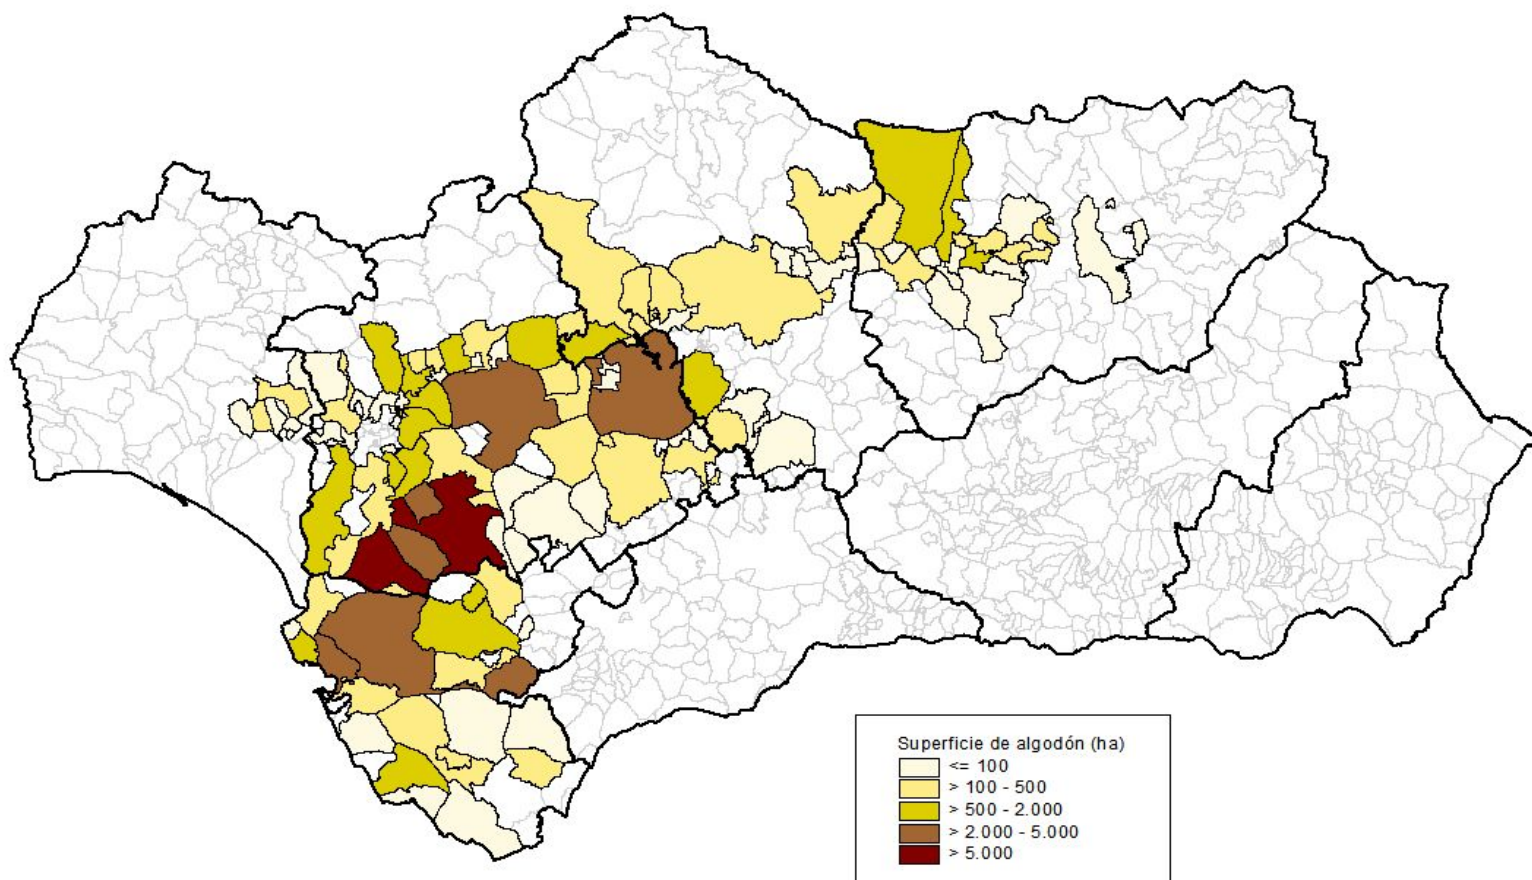 Superficie de algodón (ha)
<= 100
> 100 - 500
> 500 - 2.000
> 2.000 - 5.000
> 5.000